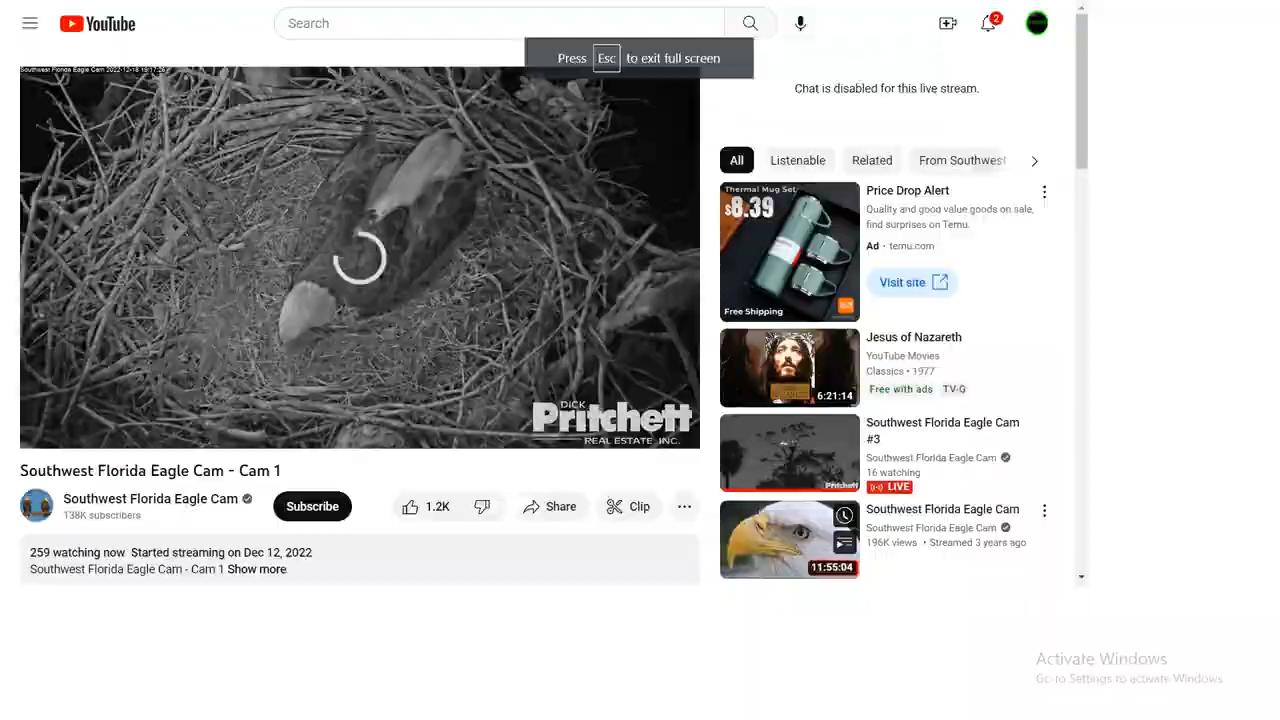 YouTube
Search
2
Press Esc to exit full screen
Southwest Florida Eagle Cam 2022-12-18 19:17:26
Chat is disabled for this live stream.
All
Listenable
Related
From Southwest
Thermal Mug Set
$8.39
Free Shipping
Price Drop Alert
Quality and good value goods on sale,
find surprises on Temu.
Ad · temu.com
Visit site
Jesus of Nazareth
YouTube Movies
Classics • 1977
Free with ads TV-G
6:21:14
Southwest Florida Eagle Cam
#3
Southwest Florida Eagle Cam
16 watching
LIVE
Pritchett
Southwest Florida Eagle Cam
Southwest Florida Eagle Cam
196K views • Streamed 3 years ago
11:55:04
DICK
Pritchett
REAL ESTATE, INC.
Southwest Florida Eagle Cam - Cam 1
Southwest Florida Eagle Cam
138K subscribers
Subscribe
1.2K
Share
Clip
259 watching now Started streaming on Dec 12, 2022
Southwest Florida Eagle Cam - Cam 1 Show more
Activate Windows
Go to Settings to activate Windows.